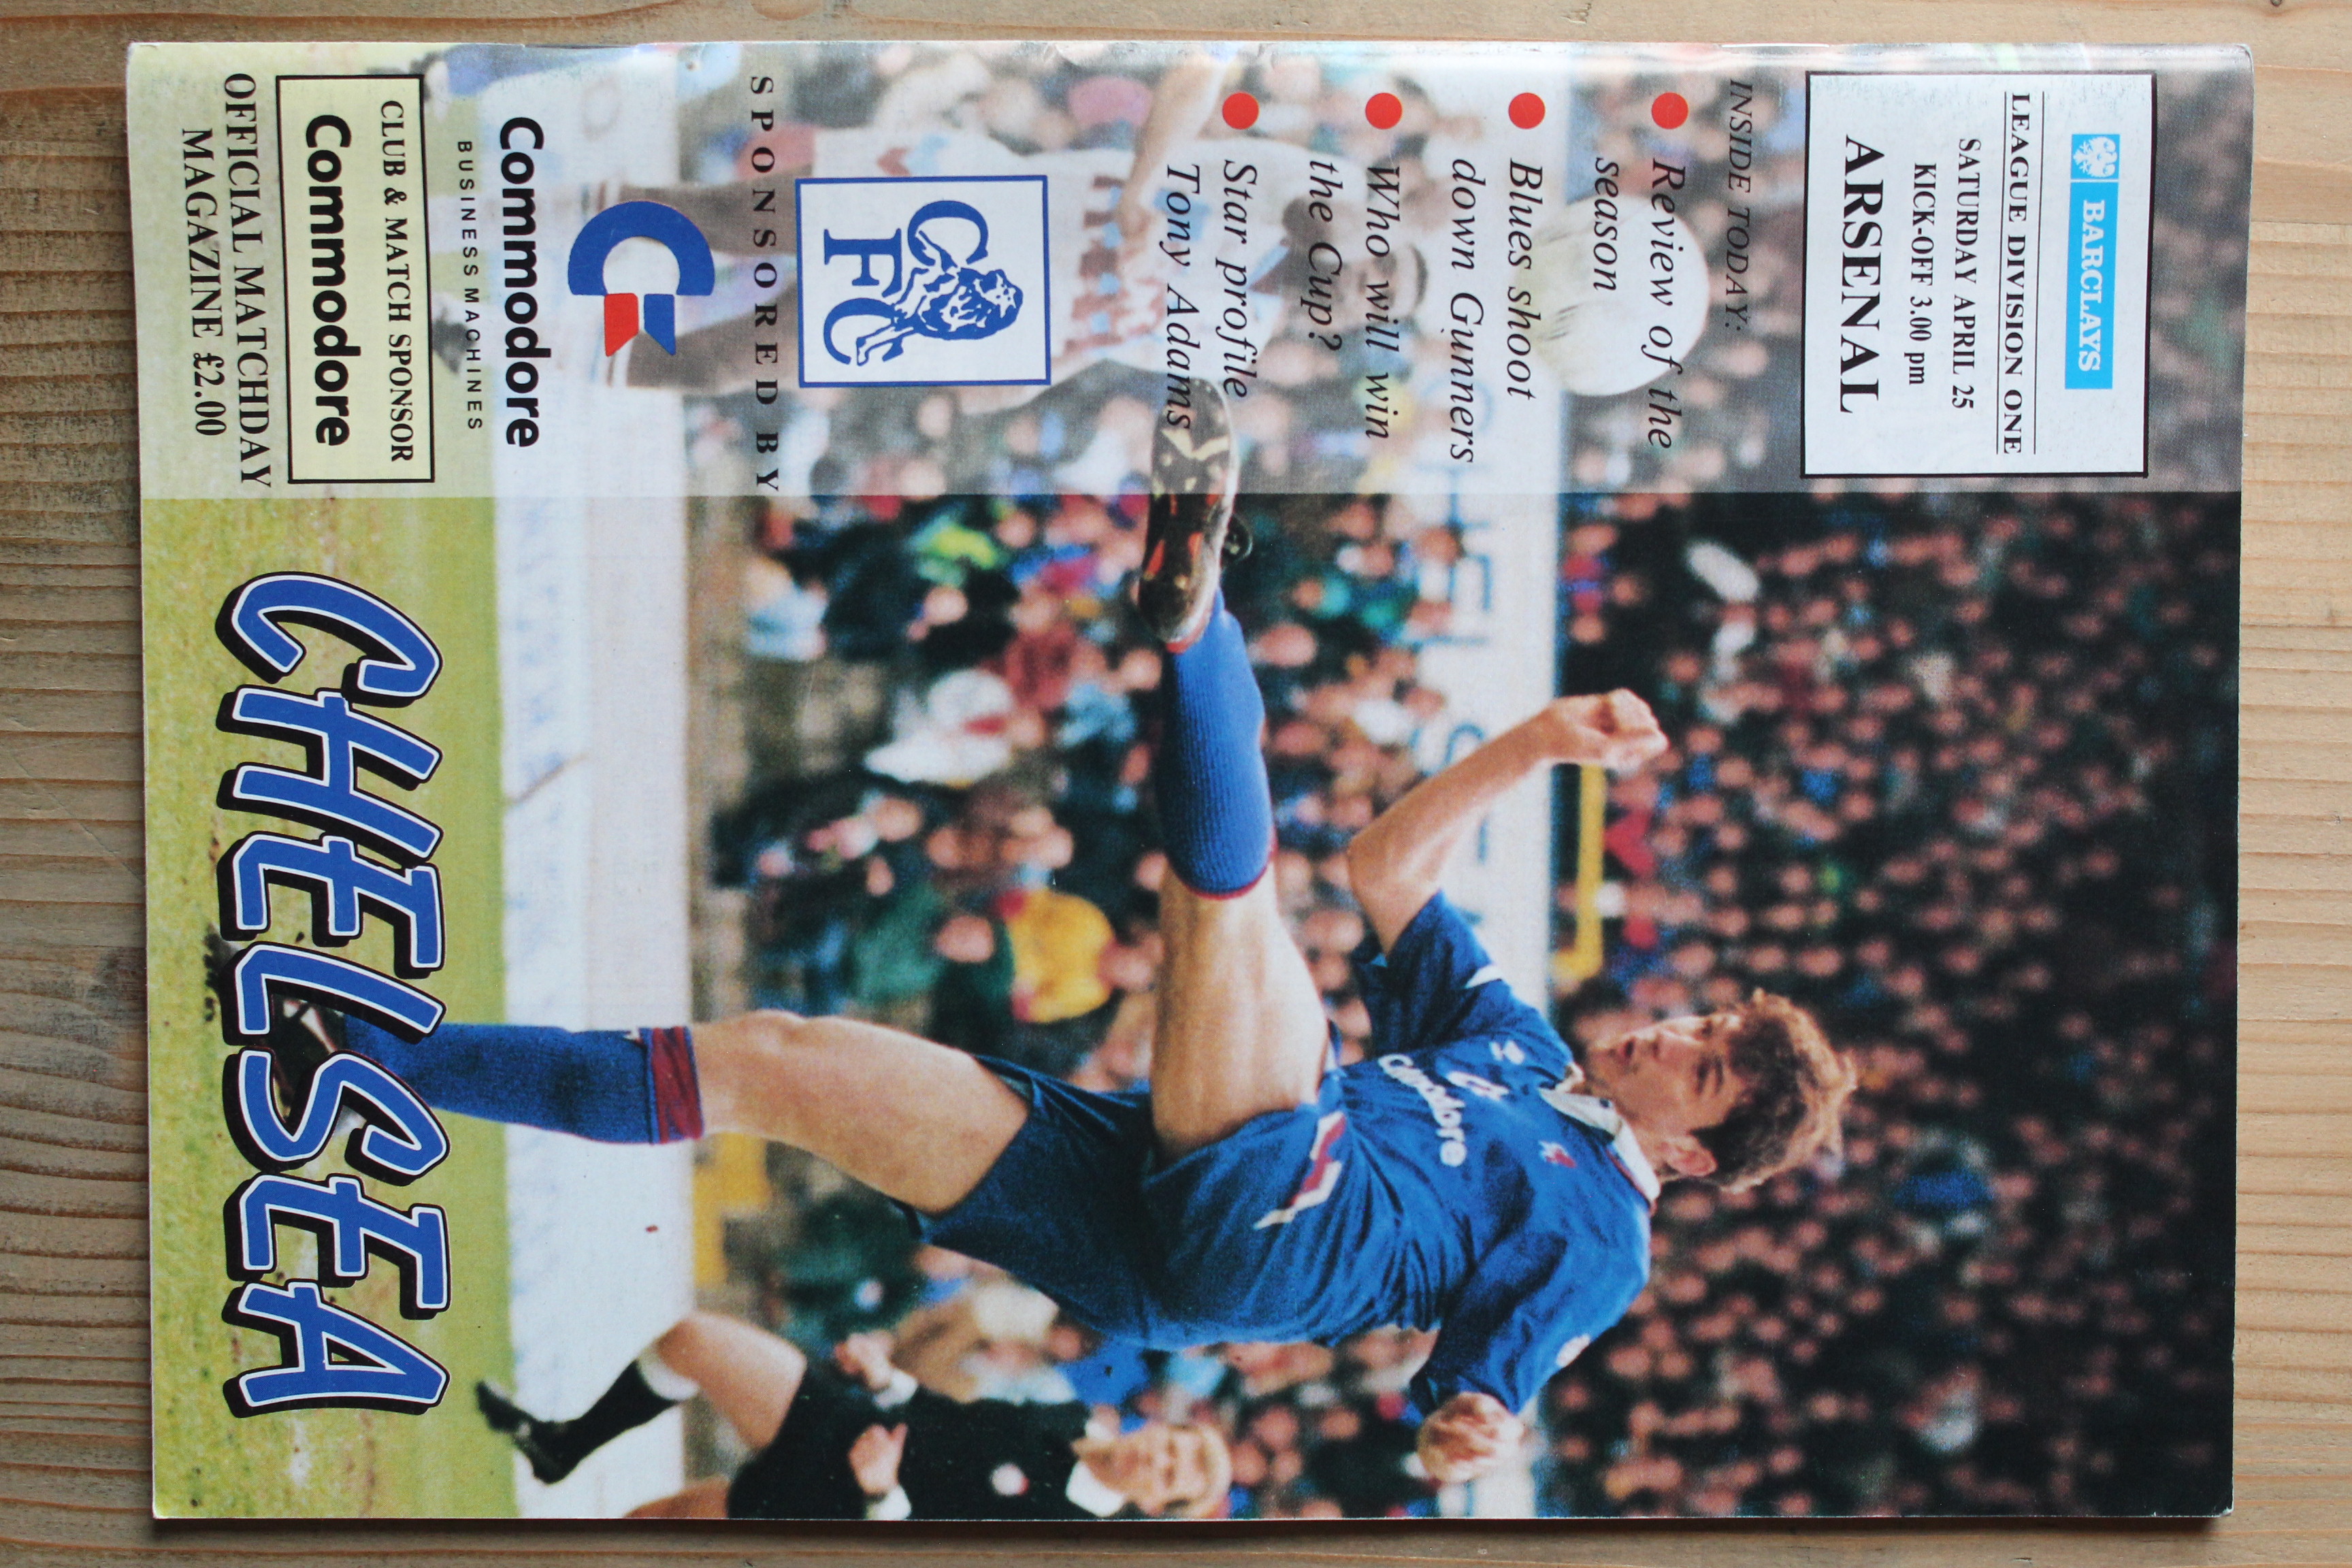 BARCLAYS
LEAGUE DIVISION ONE
SATURDAY APRIL 25
KICK-OFF 3.00 pm
ARSENAL
INSIDE TODAY:
Review of the
season
Blues shoot
down Gunners
Who will win
the Cup?
Star profile
Tony Adams
CFC
SPONSORED BY
Commodore
BUSINESS MACHINES
CLUB & MATCH SPONSOR
Commodore
OFFICIAL MATCHDAY
MAGAZINE £2.00
CHELSEA
Commodore